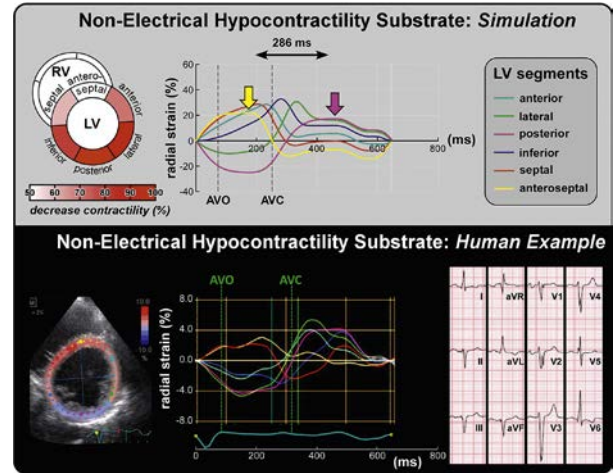 Non-Electrical Hypocontractility Substrate: Simulation
286 ms
RV
septal
antero-
septal
anterior
LV
inferior
posterior
lateral
50 60 70 80 90 100
decrease contractility (%)
radial strain (%)
60
40
20
0
-20
-40
200
400
600
(ms)
AVO
AVC
LV segments
anterior
lateral
posterior
inferior
septal
anteroseptal
Non-Electrical Hypocontractility Substrate: Human Example
AVO
AVC
radial strain (%)
8.0
4.0
0.0
-4.0
-8.0
0
200
400
600
(ms)
I
aVR
V1
V4
II
aVL
V2
V5
III
aVF
V3
V6